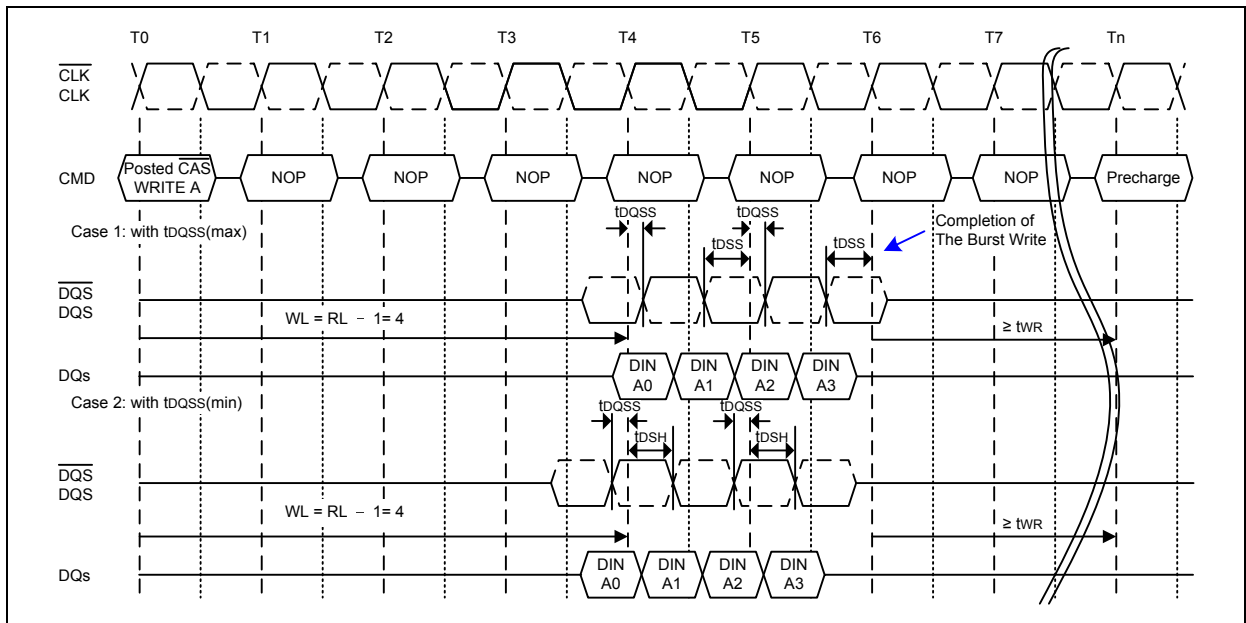 T0 T1 T2 T3 T4 T5 T6 T7 Tn
CLK
CLK
CMD
Posted CAS
WRITE A
NOP
NOP
NOP
NOP
NOP
NOP
NOP
Precharge
Case 1: with tDQSS(max)
tDQSS
tDQSS
tDSS
tDSS
Completion of
The Burst Write
DQS
DQS
WL = RL – 1= 4
≥ tWR
DQs
DIN
A0
DIN
A1
DIN
A2
DIN
A3
Case 2: with tDQSS(min)
tDQSS
tDQSS
tDSH
tDSH
DQS
DQS
WL = RL – 1= 4
≥ tWR
DQs
DIN
A0
DIN
A1
DIN
A2
DIN
A3